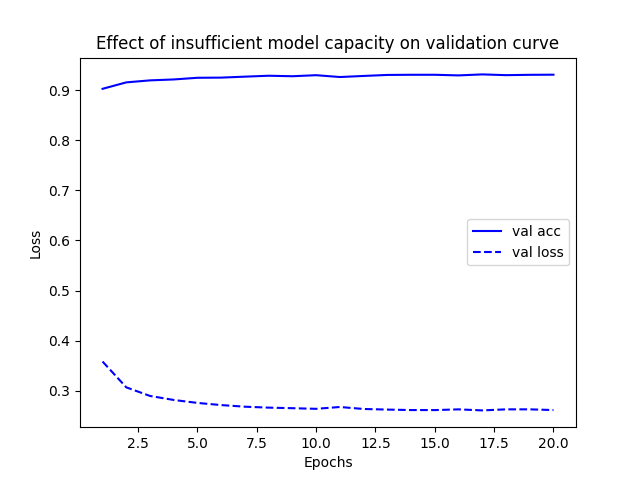 Effect of insufficient model capacity on validation curve
0.9
0.8
0.7
0.6
0.5
0.4
0.3
Loss
val acc
val loss
2.5 5.0 7.5 10.0 12.5 15.0 17.5 20.0
Epochs